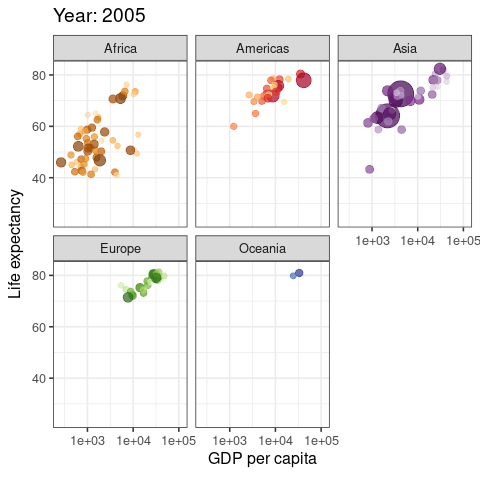 Year: 2005
Africa
Americas
Asia
80
60
40
1e+03 1e+04 1e+05
Europe
Oceania
80
60
40
1e+03 1e+04 1e+05
1e+03 1e+04 1e+05
GDP per capita
Life expectancy